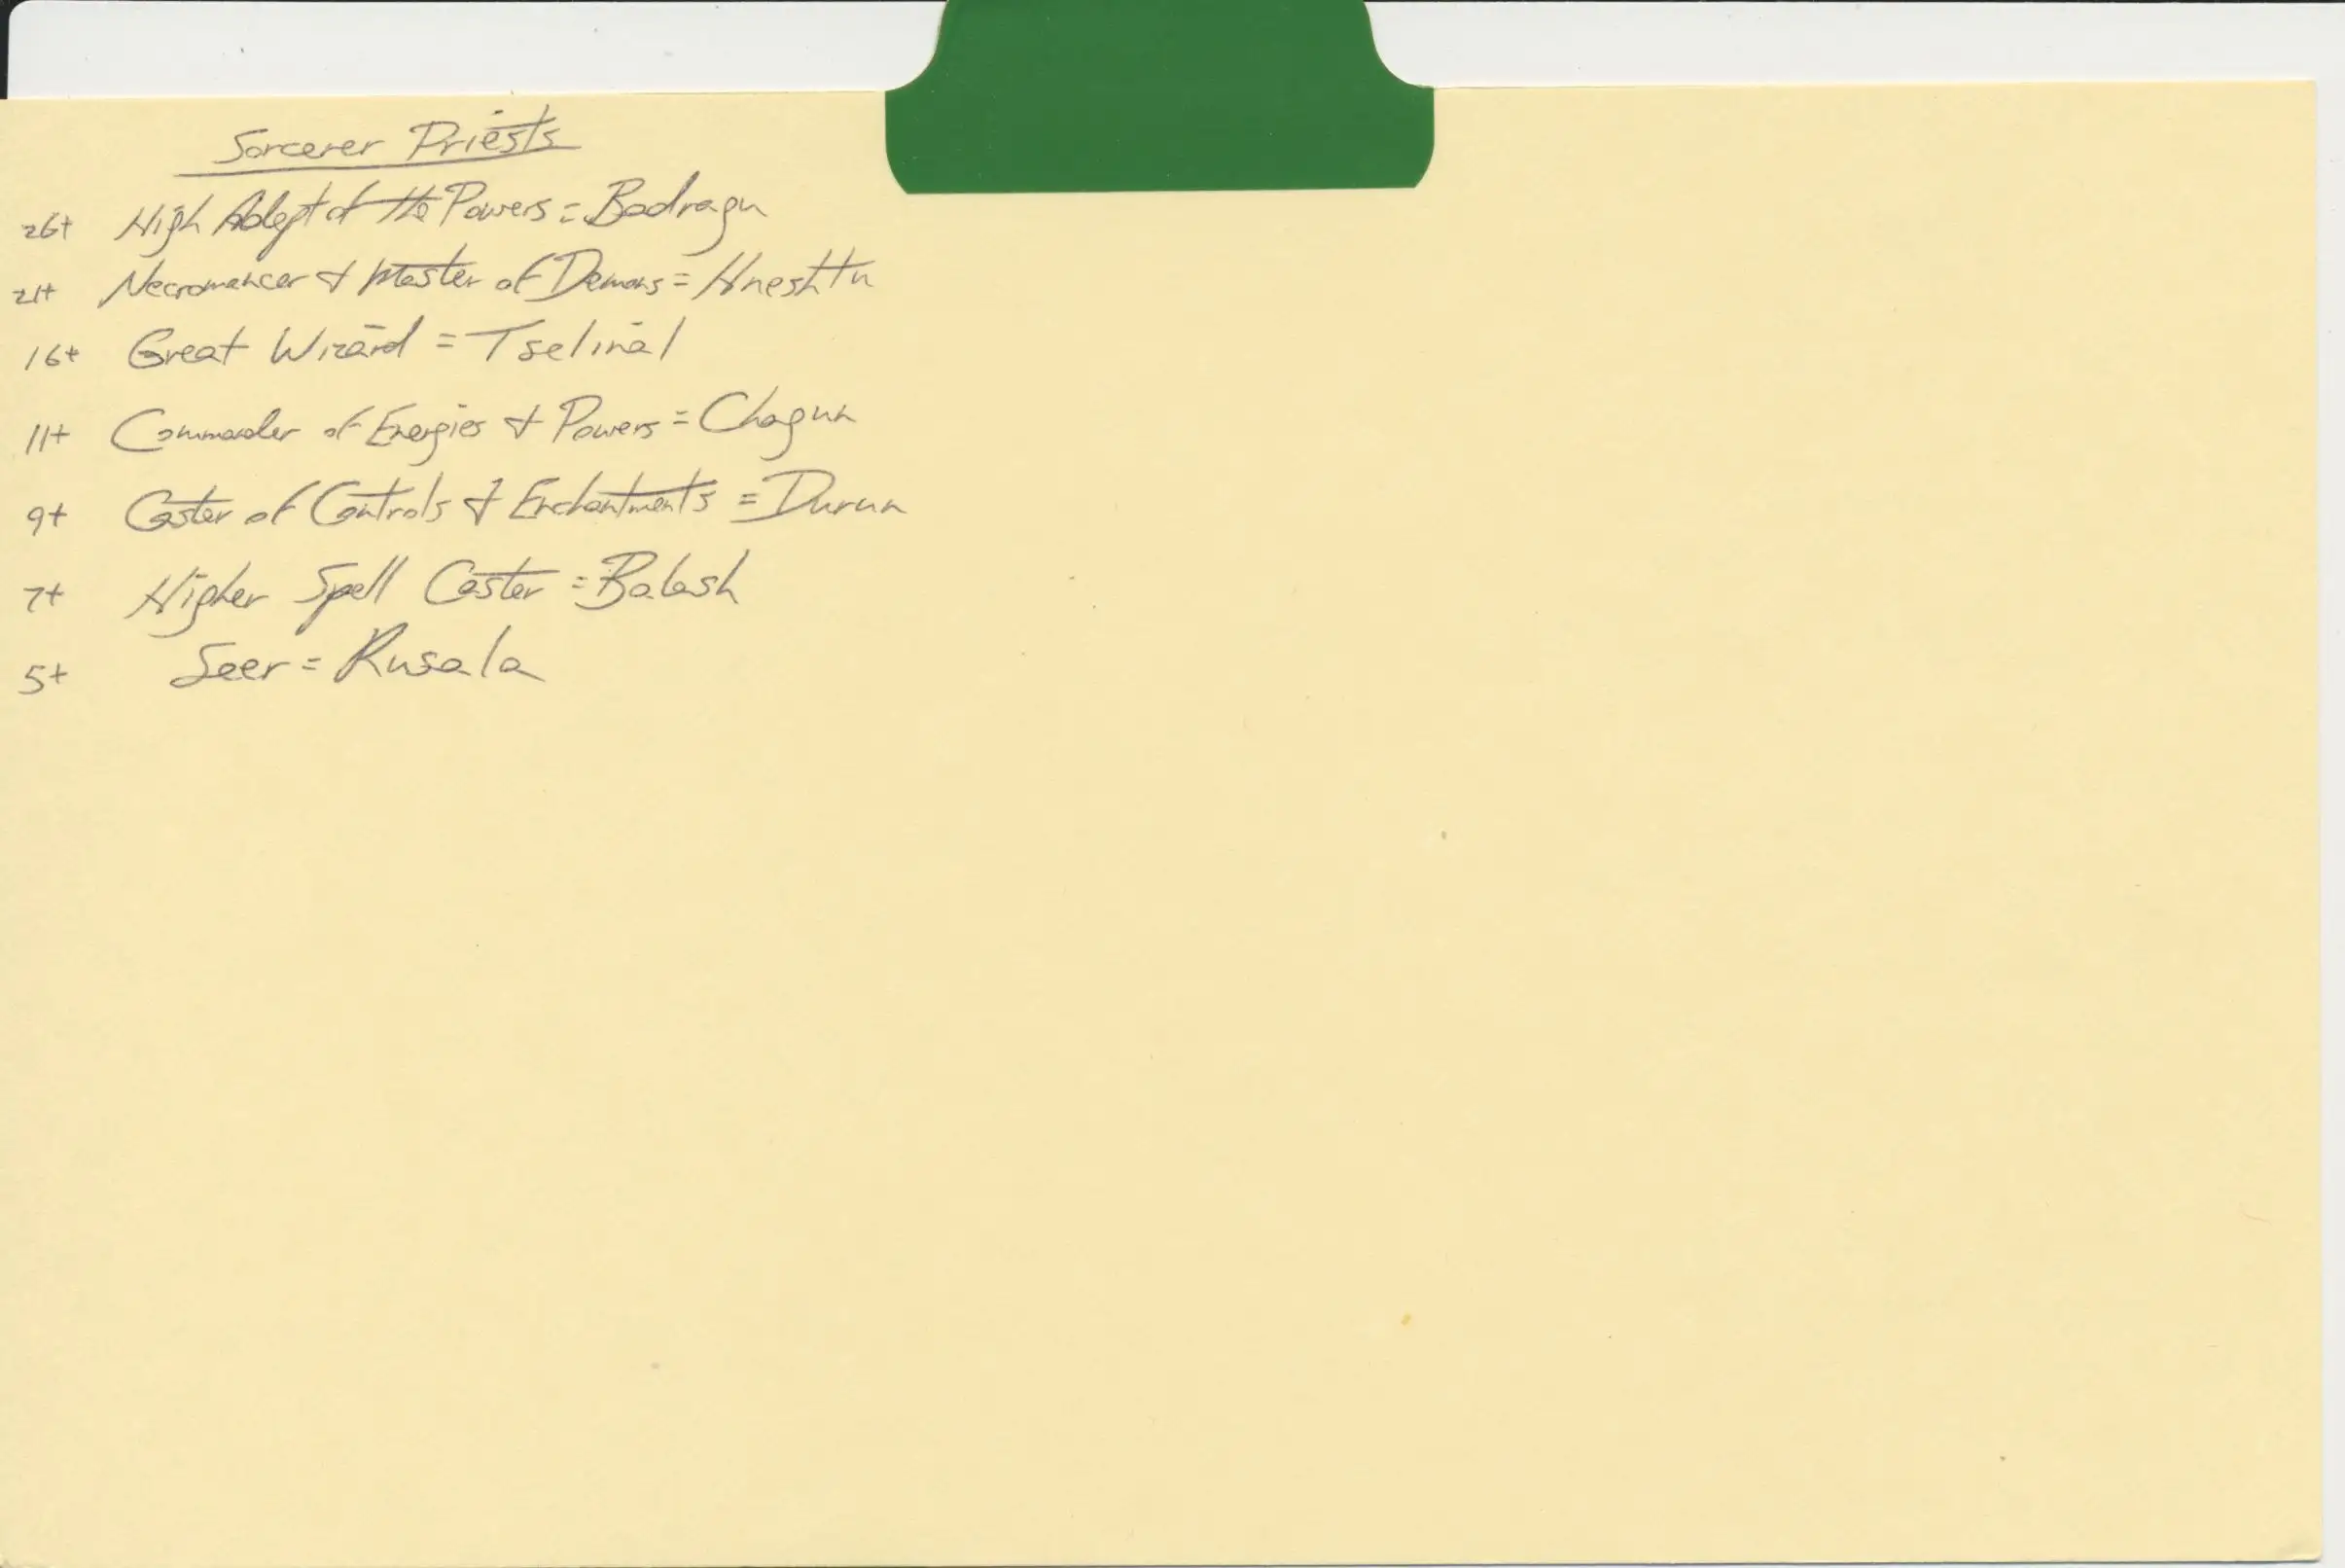 Sorcerer Priests
26+ High Adept of the Powers = Badragu
21+ Necromancer & Master of Demons = Hneshtu
16+ Great Wizard = Tselinal
11+ Commander of Energies & Powers = Chagun
9+ Caster of Controls & Enchantments = Durun
7+ Higher Spell Caster = Balash
5+ Seer = Rusala